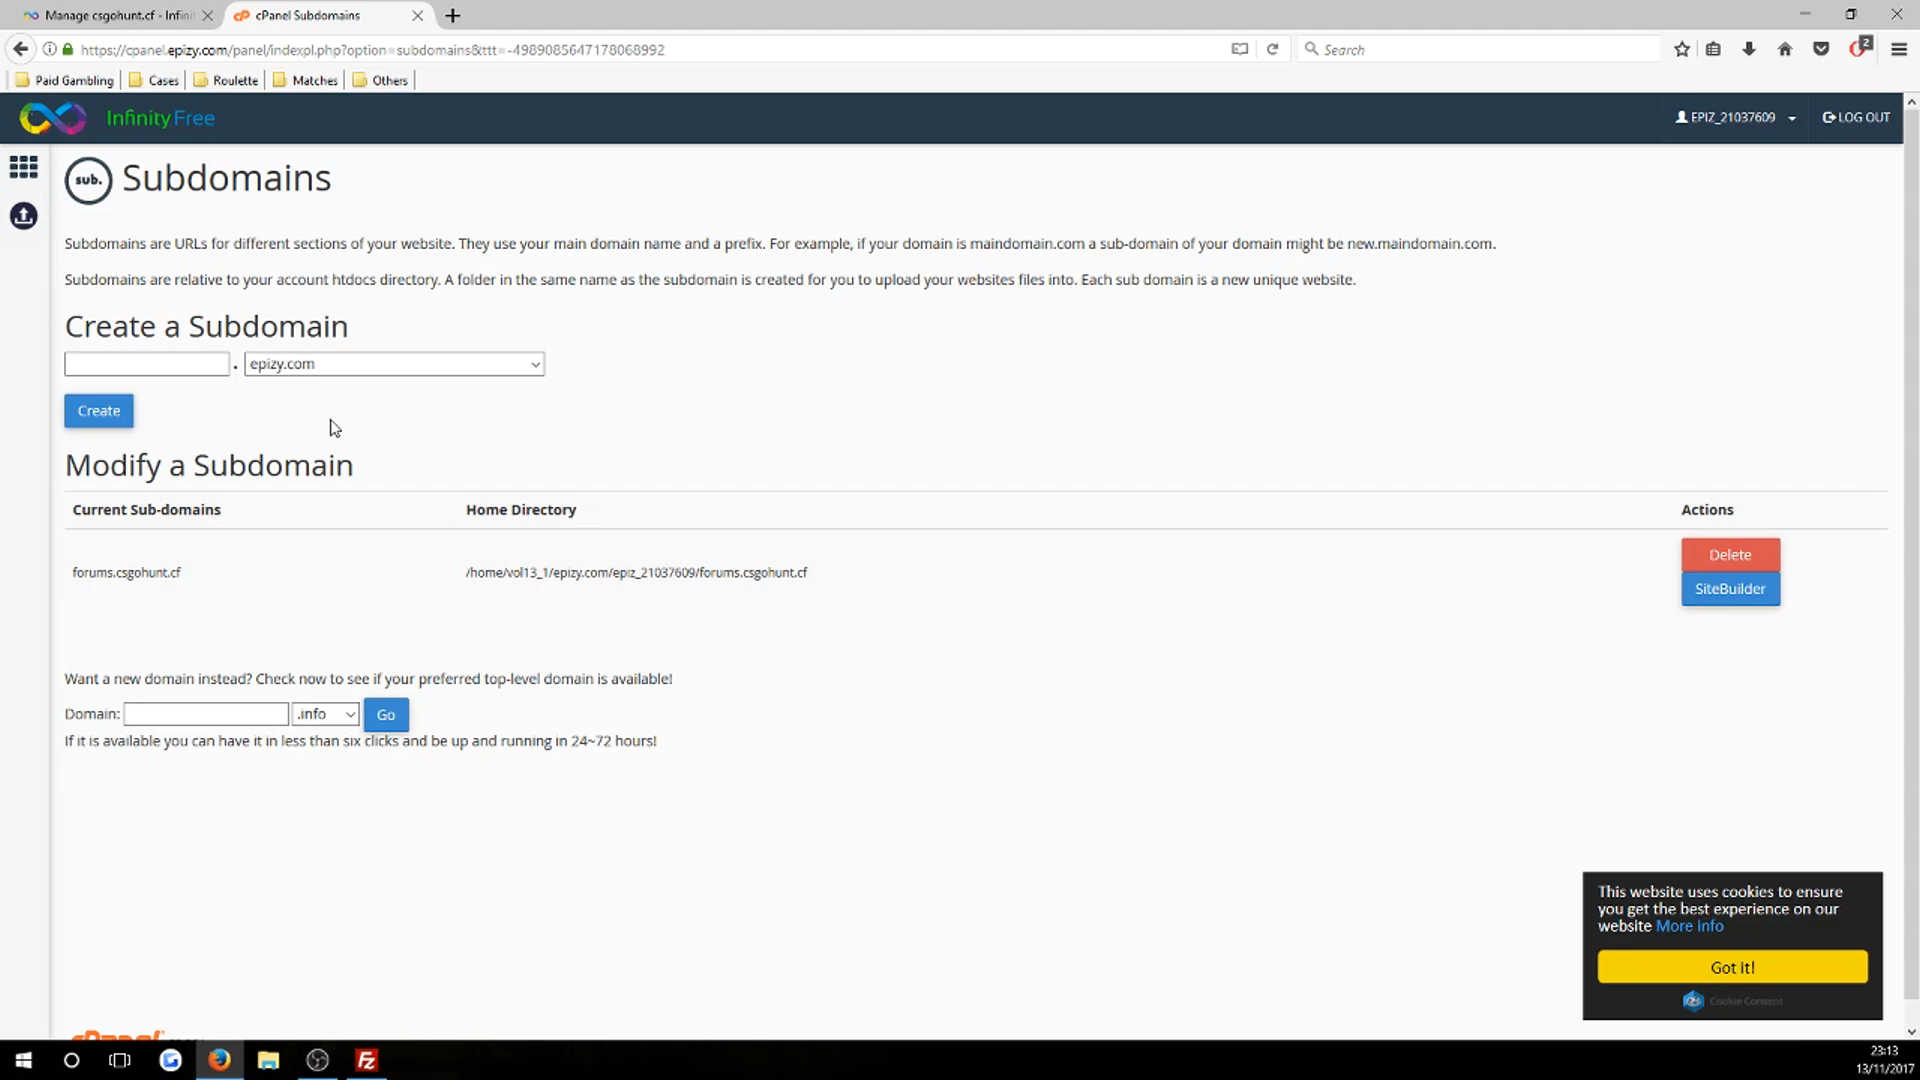 Manage csgohunt.cf - Infini
cPanel Subdomains
https://cpanel.epizy.com/panel/indexpl.php?option=subdomains&ttt=-4989085647178068992
Search
2
Paid Gambling
Cases
Roulette
Matches
Others
InfinityFree
EPIZ_21037609
LOG OUT
sub.
Subdomains
Subdomains are URLs for different sections of your website. They use your main domain name and a prefix. For example, if your domain is maindomain.com a sub-domain of your domain might be new.maindomain.com.
Subdomains are relative to your account htdocs directory. A folder in the same name as the subdomain is created for you to upload your websites files into. Each sub domain is a new unique website.
Create a Subdomain
. epizy.com
Create
Modify a Subdomain
Current Sub-domains Home Directory Actions
forums.csgohunt.cf /home/vol13_1/epizy.com/epiz_21037609/forums.csgohunt.cf
Delete
SiteBuilder
Want a new domain instead? Check now to see if your preferred top-level domain is available!
Domain: .info Go
If it is available you can have it in less than six clicks and be up and running in 24~72 hours!
This website uses cookies to ensure
you get the best experience on our
website More info
Got It!
Cookie Consent
23:13
13/11/2017